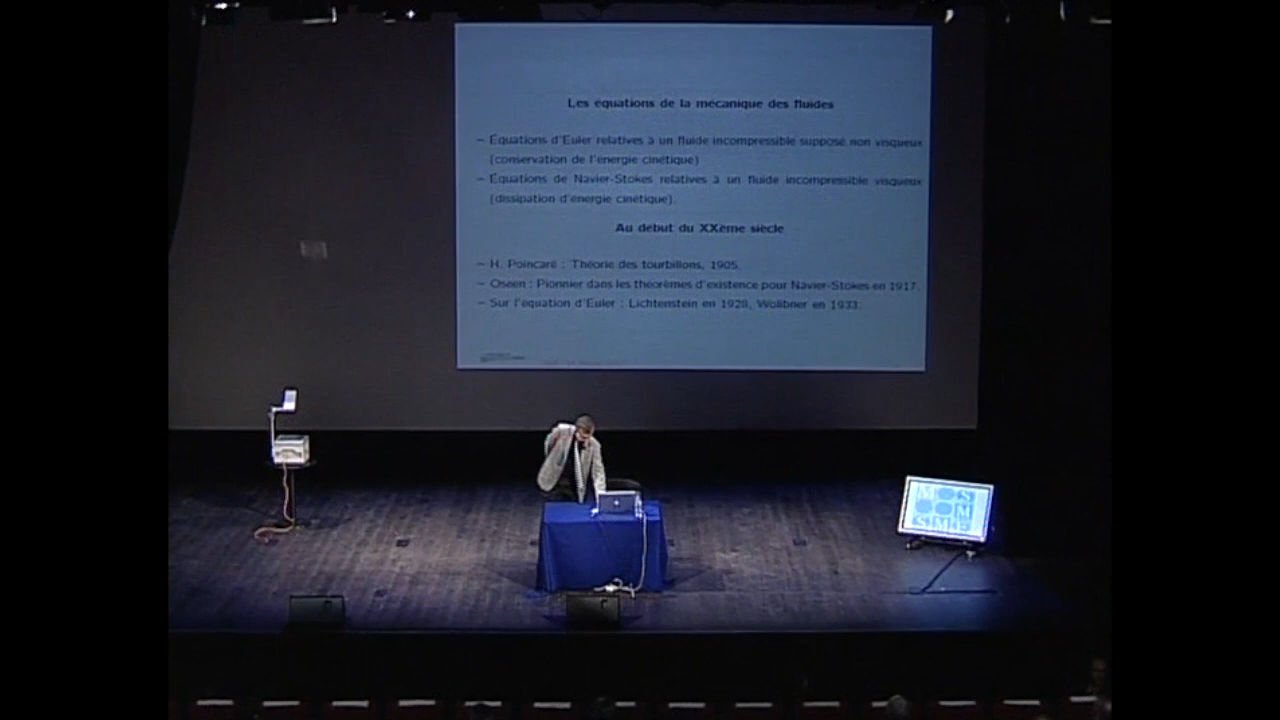 Les équations de la mécanique des fluides
– Équations d'Euler relatives à un fluide incompressible supposé non visqueux
(conservation de l'énergie cinétique)
– Équations de Navier-Stokes relatives à un fluide incompressible visqueux
(dissipation d'énergie cinétique).
Au début du XXème siècle
– H. Poincaré : Théorie des tourbillons, 1905.
– Oseen : Pionnier dans les théorèmes d'existence pour Navier-Stokes en 1917.
– Sur l'équation d'Euler : Lichtenstein en 1928, Wolibner en 1933.